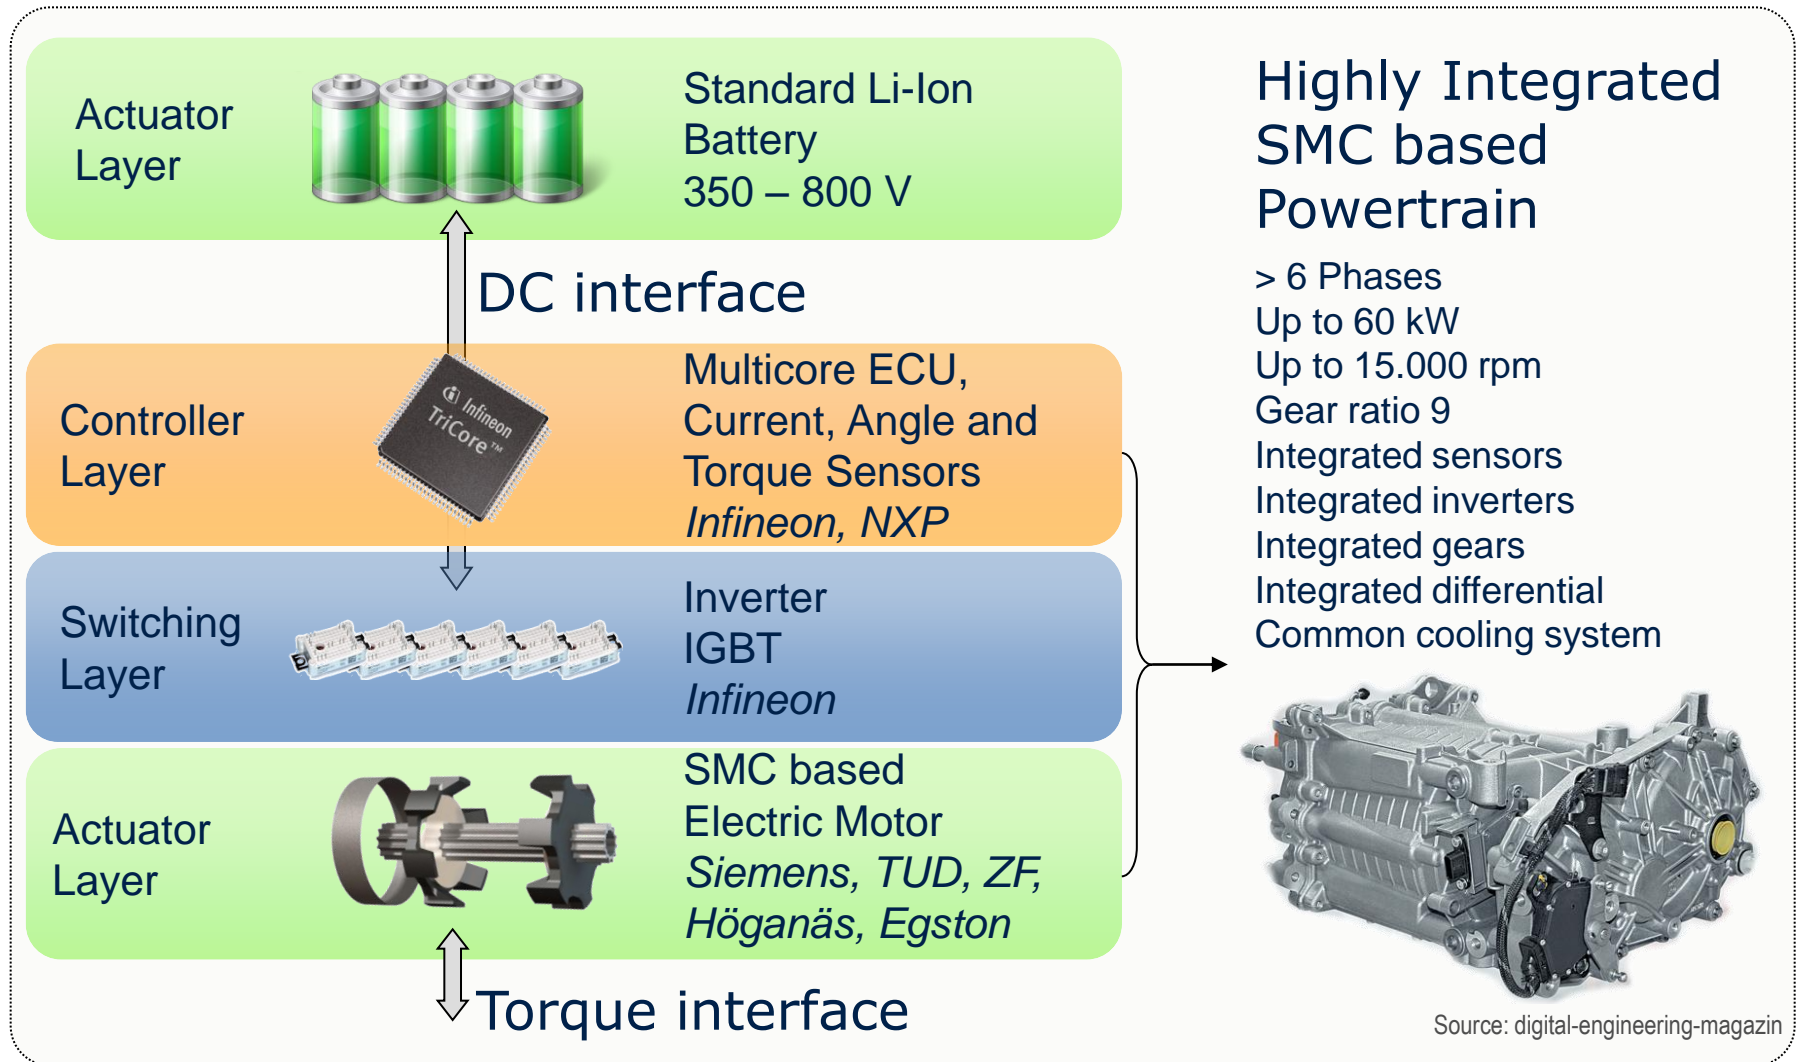 Actuator
Layer
Standard Li-Ion
Battery
350 – 800 V
DC interface
Controller
Layer
Infineon
TriCore™
Multicore ECU,
Current, Angle and
Torque Sensors
Infineon, NXP
Switching
Layer
Inverter
IGBT
Infineon
Actuator
Layer
SMC based
Electric Motor
Siemens, TUD, ZF,
Höganäs, Egston
Torque interface
Highly Integrated
SMC based
Powertrain
> 6 Phases
Up to 60 kW
Up to 15.000 rpm
Gear ratio 9
Integrated sensors
Integrated inverters
Integrated gears
Integrated differential
Common cooling system
Source: digital-engineering-magazin